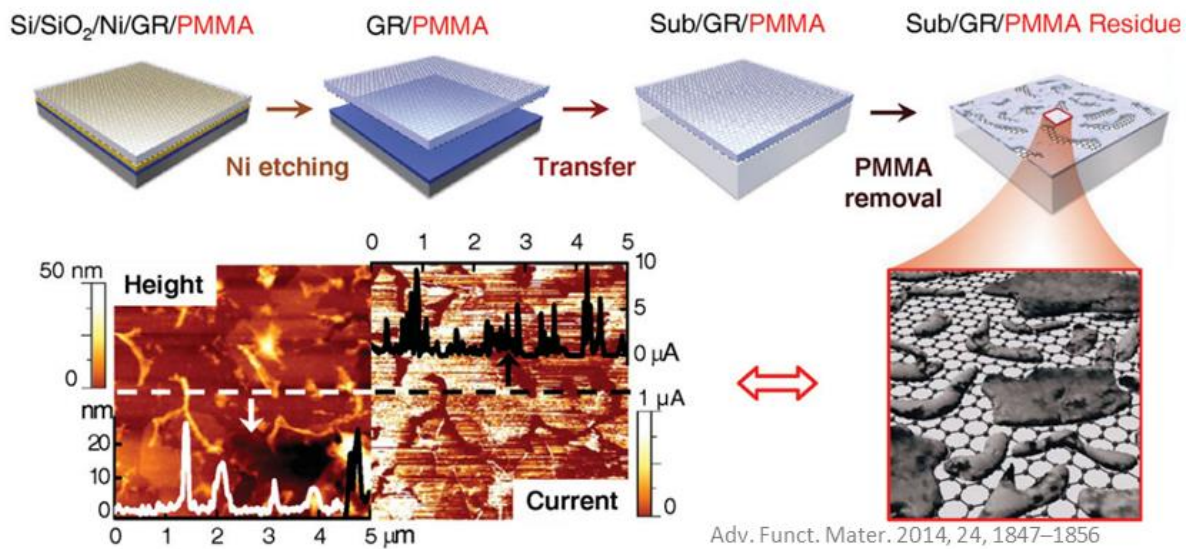 Si/SiO₂/Ni/GR/PMMA
GR/PMMA
Sub/GR/PMMA
Sub/GR/PMMA Residue
Ni etching
Transfer
PMMA
removal
50 nm
0
Height
0 1 2 3 4 5
10
5
0 µA
1 µA
0
nm
20
10
0
0 1 2 3 4 5 µm
Current
Adv. Funct. Mater. 2014, 24, 1847–1856